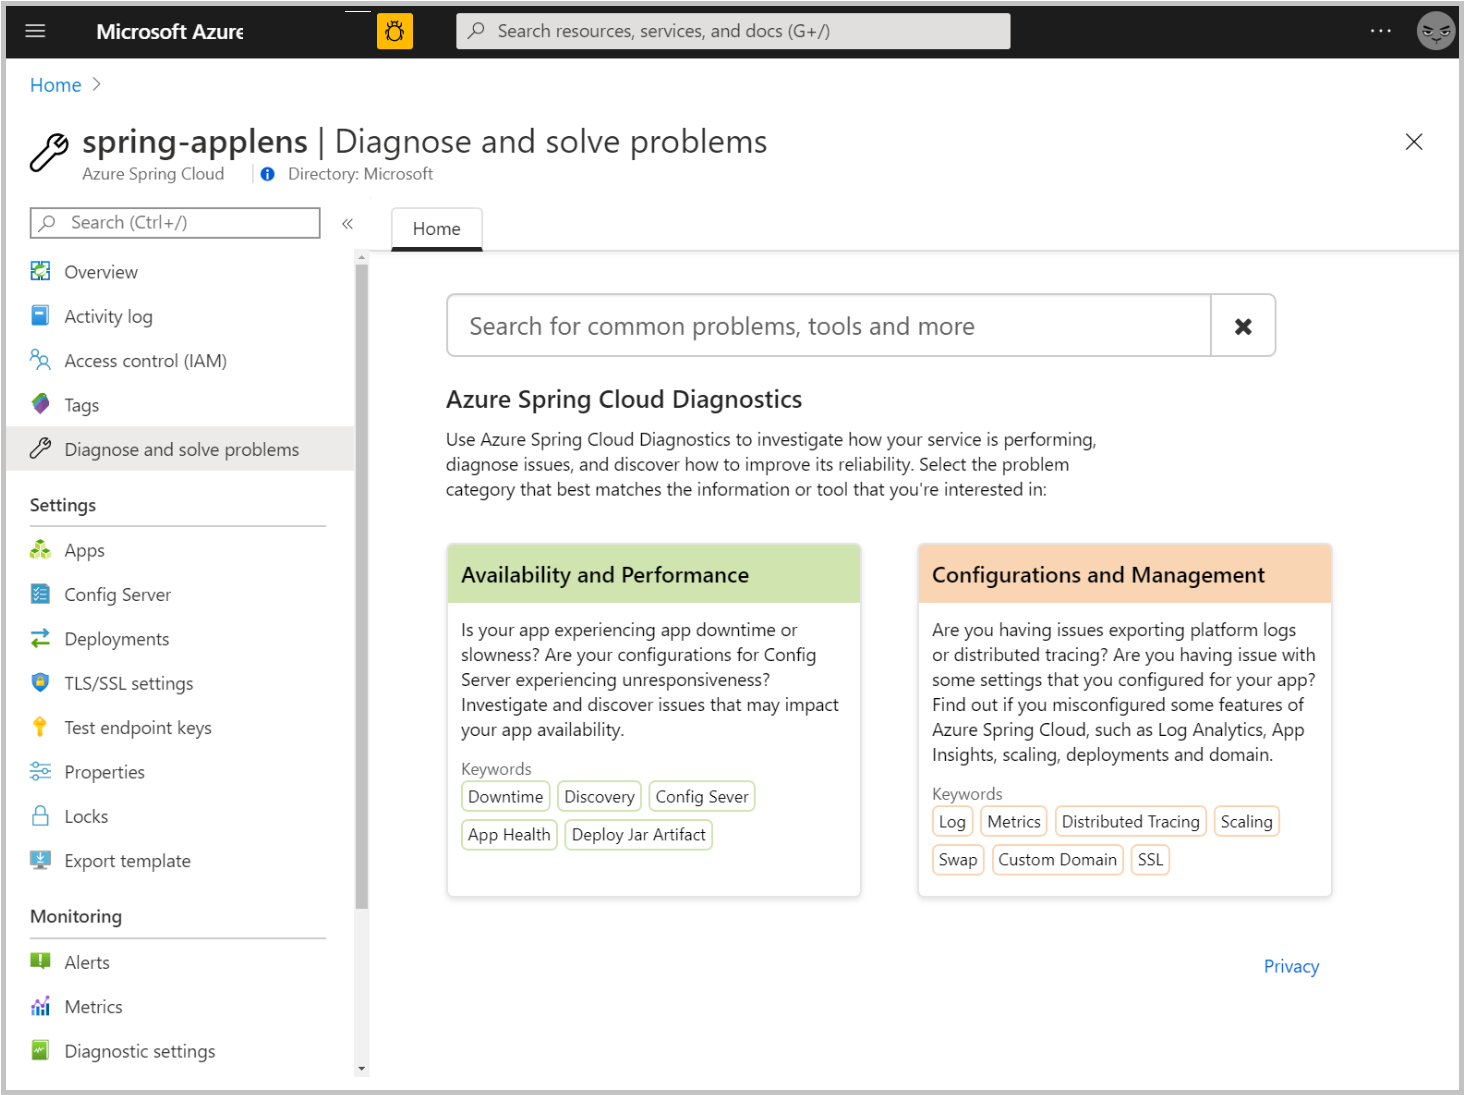 Microsoft Azure
Search resources, services, and docs (G+/)
Home
spring-applens | Diagnose and solve problems
Azure Spring Cloud
Directory: Microsoft
Search (Ctrl+/)
Overview
Activity log
Access control (IAM)
Tags
Diagnose and solve problems
Settings
Apps
Config Server
Deployments
TLS/SSL settings
Test endpoint keys
Properties
Locks
Export template
Monitoring
Alerts
Metrics
Diagnostic settings
Home
Search for common problems, tools and more
Azure Spring Cloud Diagnostics
Use Azure Spring Cloud Diagnostics to investigate how your service is performing,
diagnose issues, and discover how to improve its reliability. Select the problem
category that best matches the information or tool that you're interested in:
Availability and Performance
Is your app experiencing app downtime or
slowness? Are your configurations for Config
Server experiencing unresponsiveness?
Investigate and discover issues that may impact
your app availability.
Keywords
Downtime Discovery Config Sever
App Health Deploy Jar Artifact
Configurations and Management
Are you having issues exporting platform logs
or distributed tracing? Are you having issue with
some settings that you configured for your app?
Find out if you misconfigured some features of
Azure Spring Cloud, such as Log Analytics, App
Insights, scaling, deployments and domain.
Keywords
Log Metrics Distributed Tracing Scaling
Swap Custom Domain SSL
Privacy